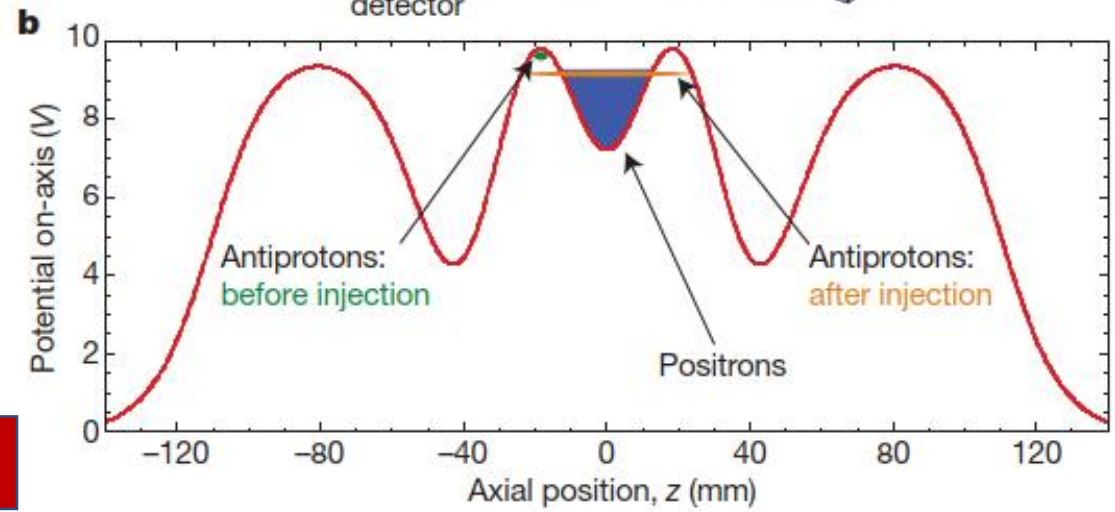 detector
b
10
8
6
4
2
0
Potential on-axis (V)
Antiprotons:
before injection
Antiprotons:
after injection
Positrons
–120 –80 –40 0 40 80 120
Axial position, z (mm)